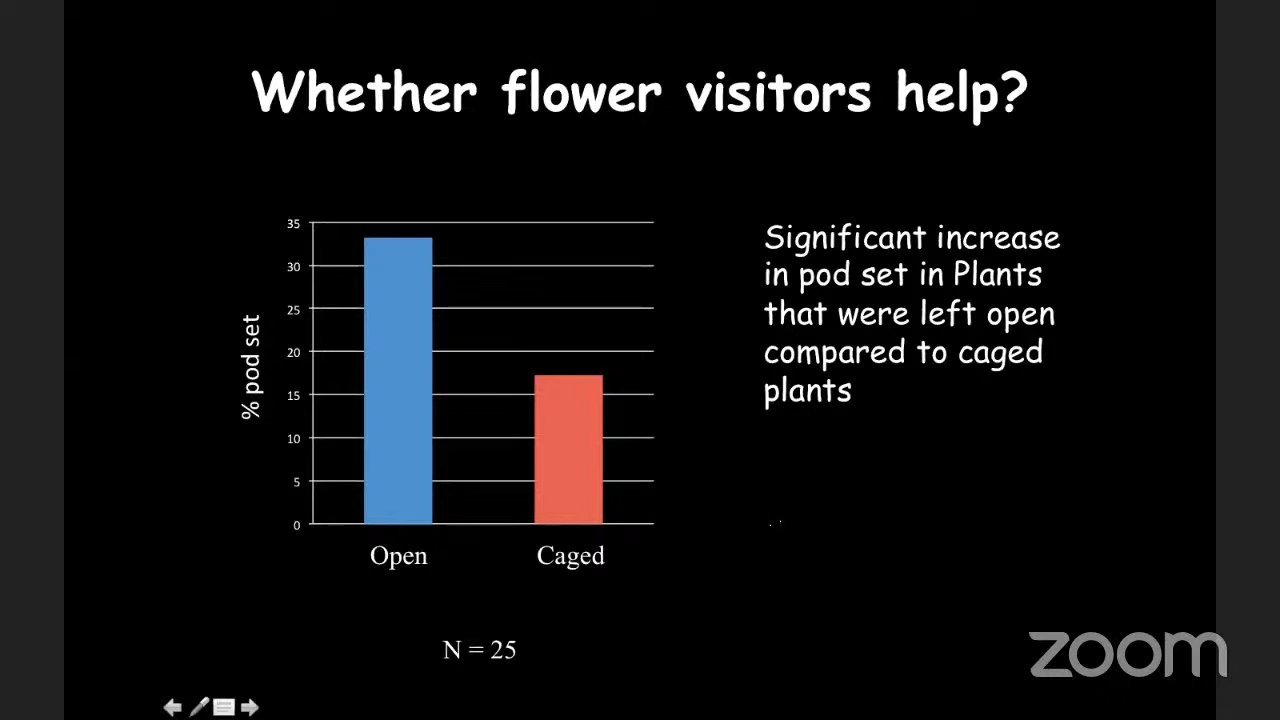 Whether flower visitors help?
35
30
25
20
15
10
5
0
% pod set
Open
Caged
N = 25
Significant increase
in pod set in Plants
that were left open
compared to caged
plants
zoom